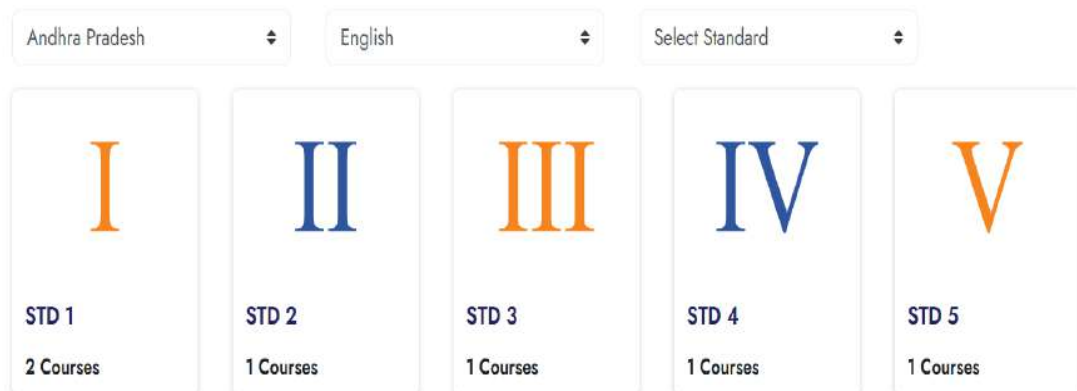 Andhra Pradesh English Select Standard
I II III IV V
STD 1 STD 2 STD 3 STD 4 STD 5
2 Courses 1 Courses 1 Courses 1 Courses 1 Courses